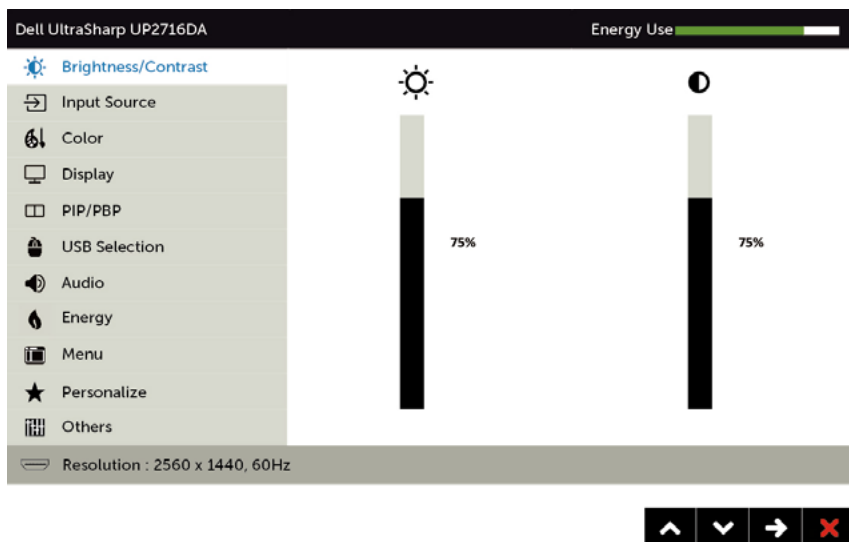 Dell UltraSharp UP2716DA
Energy Use
Brightness/Contrast
Input Source
Color
Display
PIP/PBP
USB Selection
75%
75%
Audio
Energy
Menu
Personalize
Others
Resolution : 2560 x 1440, 60Hz